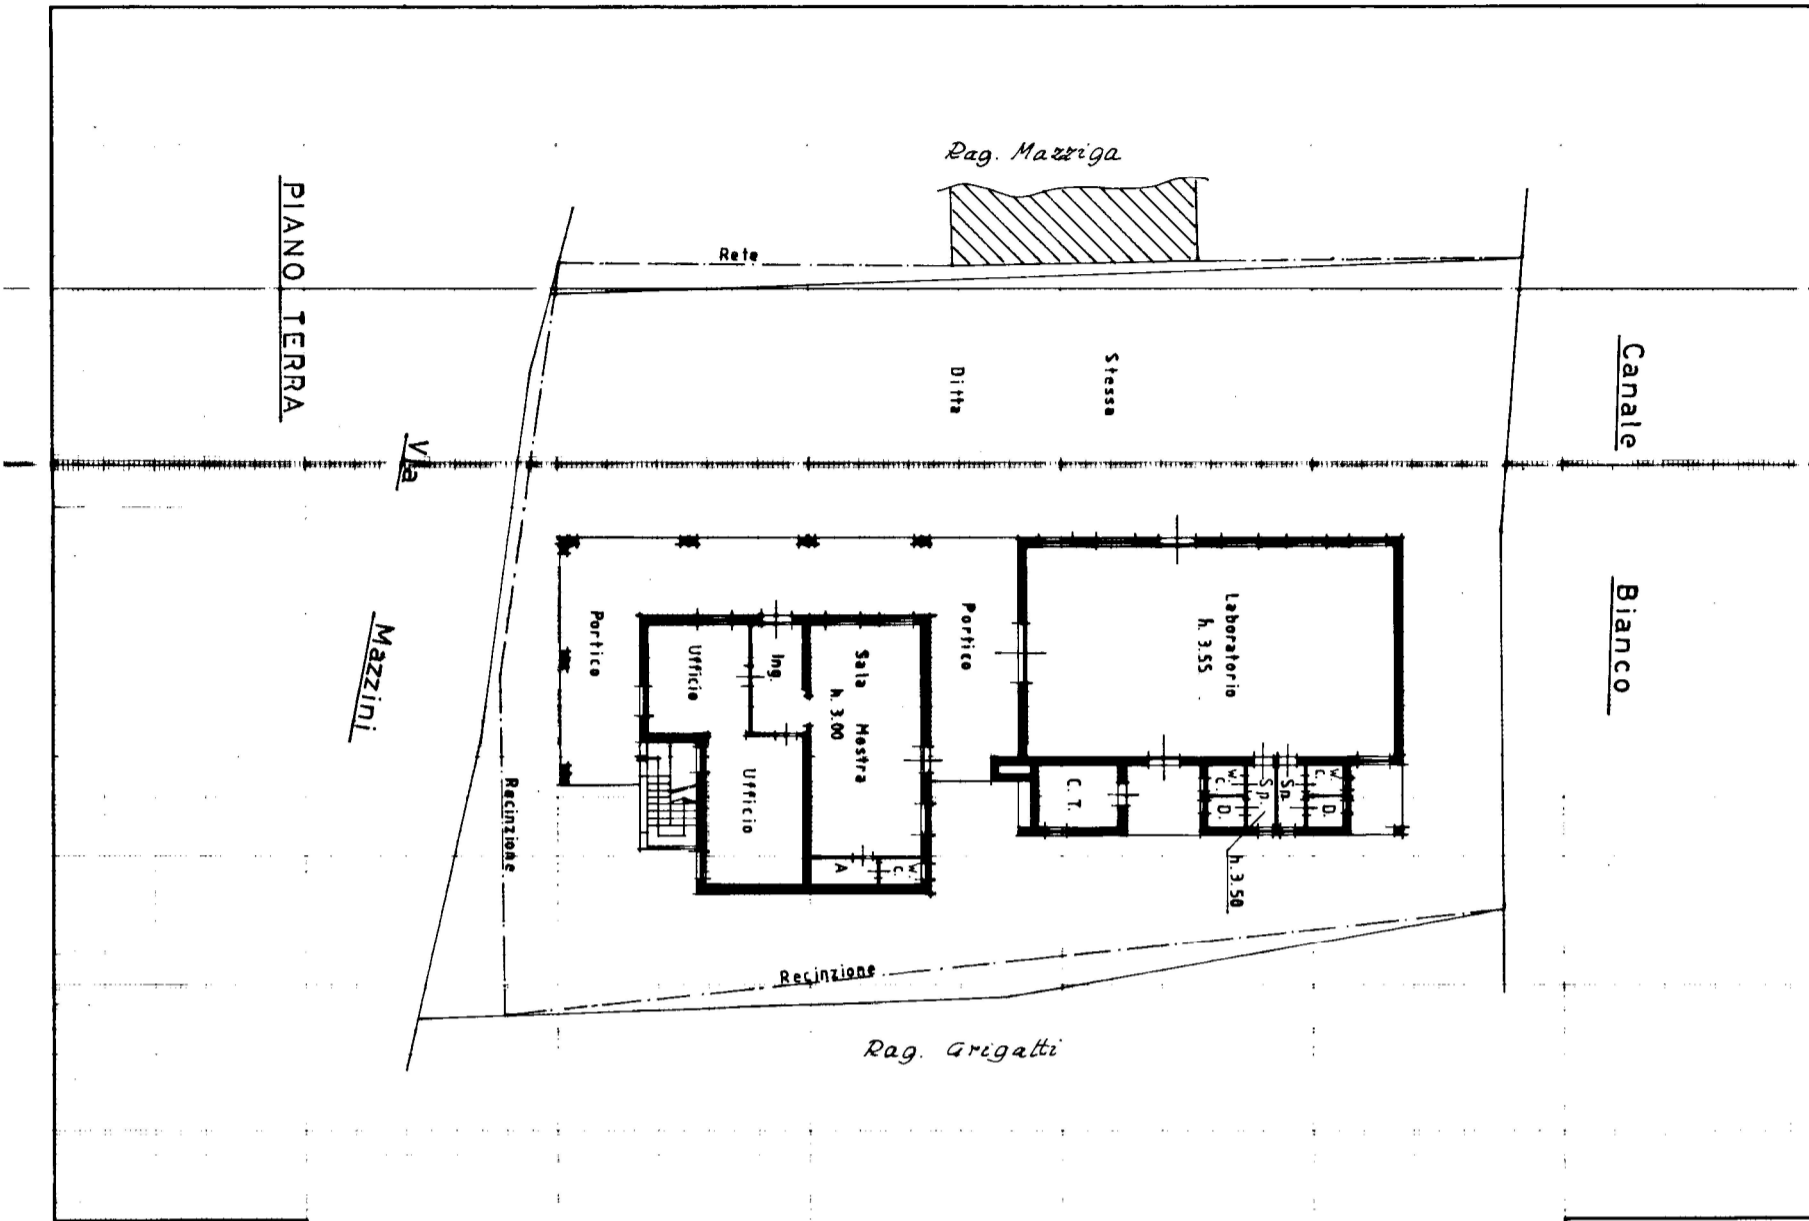 Rag. Mazziga
Rete
PIANO TERRA
Canale
Bianco
Stessa
Ditta
Via
Mazzini
Portico
Ufficio
Ing.
Sala Mostra
h. 3.00
Portico
Laboratorio
h. 3.55
Ufficio
A
w.c.
C. T.
w.c.
D.
Sp.
Sp.
w.c.
D.
h. 3.50
Recinzione
Recinzione
Rag. Grigatti